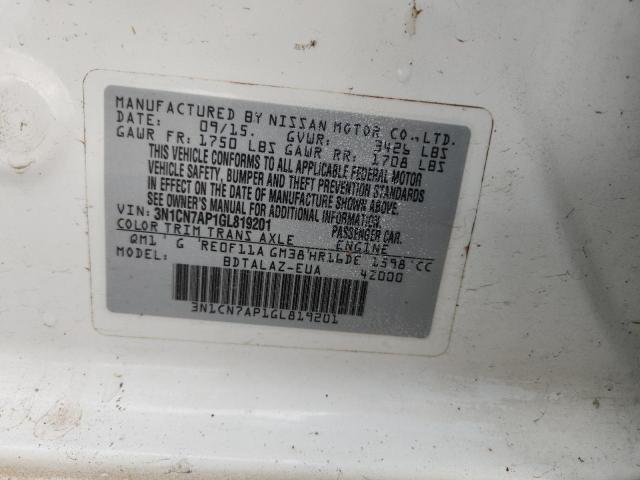 MANUFACTURED BY NISSAN MOTOR CO., LTD.
DATE: 09/15. GVWR: 3426 LBS
GAWR FR: 1750 LBS GAWR RR: 1708 LBS
THIS VEHICLE CONFORMS TO ALL APPLICABLE FEDERAL MOTOR
VEHICLE SAFETY, BUMPER AND THEFT PREVENTION STANDARDS
IN EFFECT ON THE DATE OF MANUFACTURE SHOWN ABOVE.
SEE OWNER'S MANUAL FOR ADDITIONAL INFORMATION
VIN: 3N1CN7AP1GL819201 PASSENGER CAR.
COLOR TRIM TRANS AXLE ENGINE
QM1 G RE0F11A GM38 HR16DE 1598 CC
MODEL: BDTALAZ-EUA 42000
3N1CN7AP1GL819201